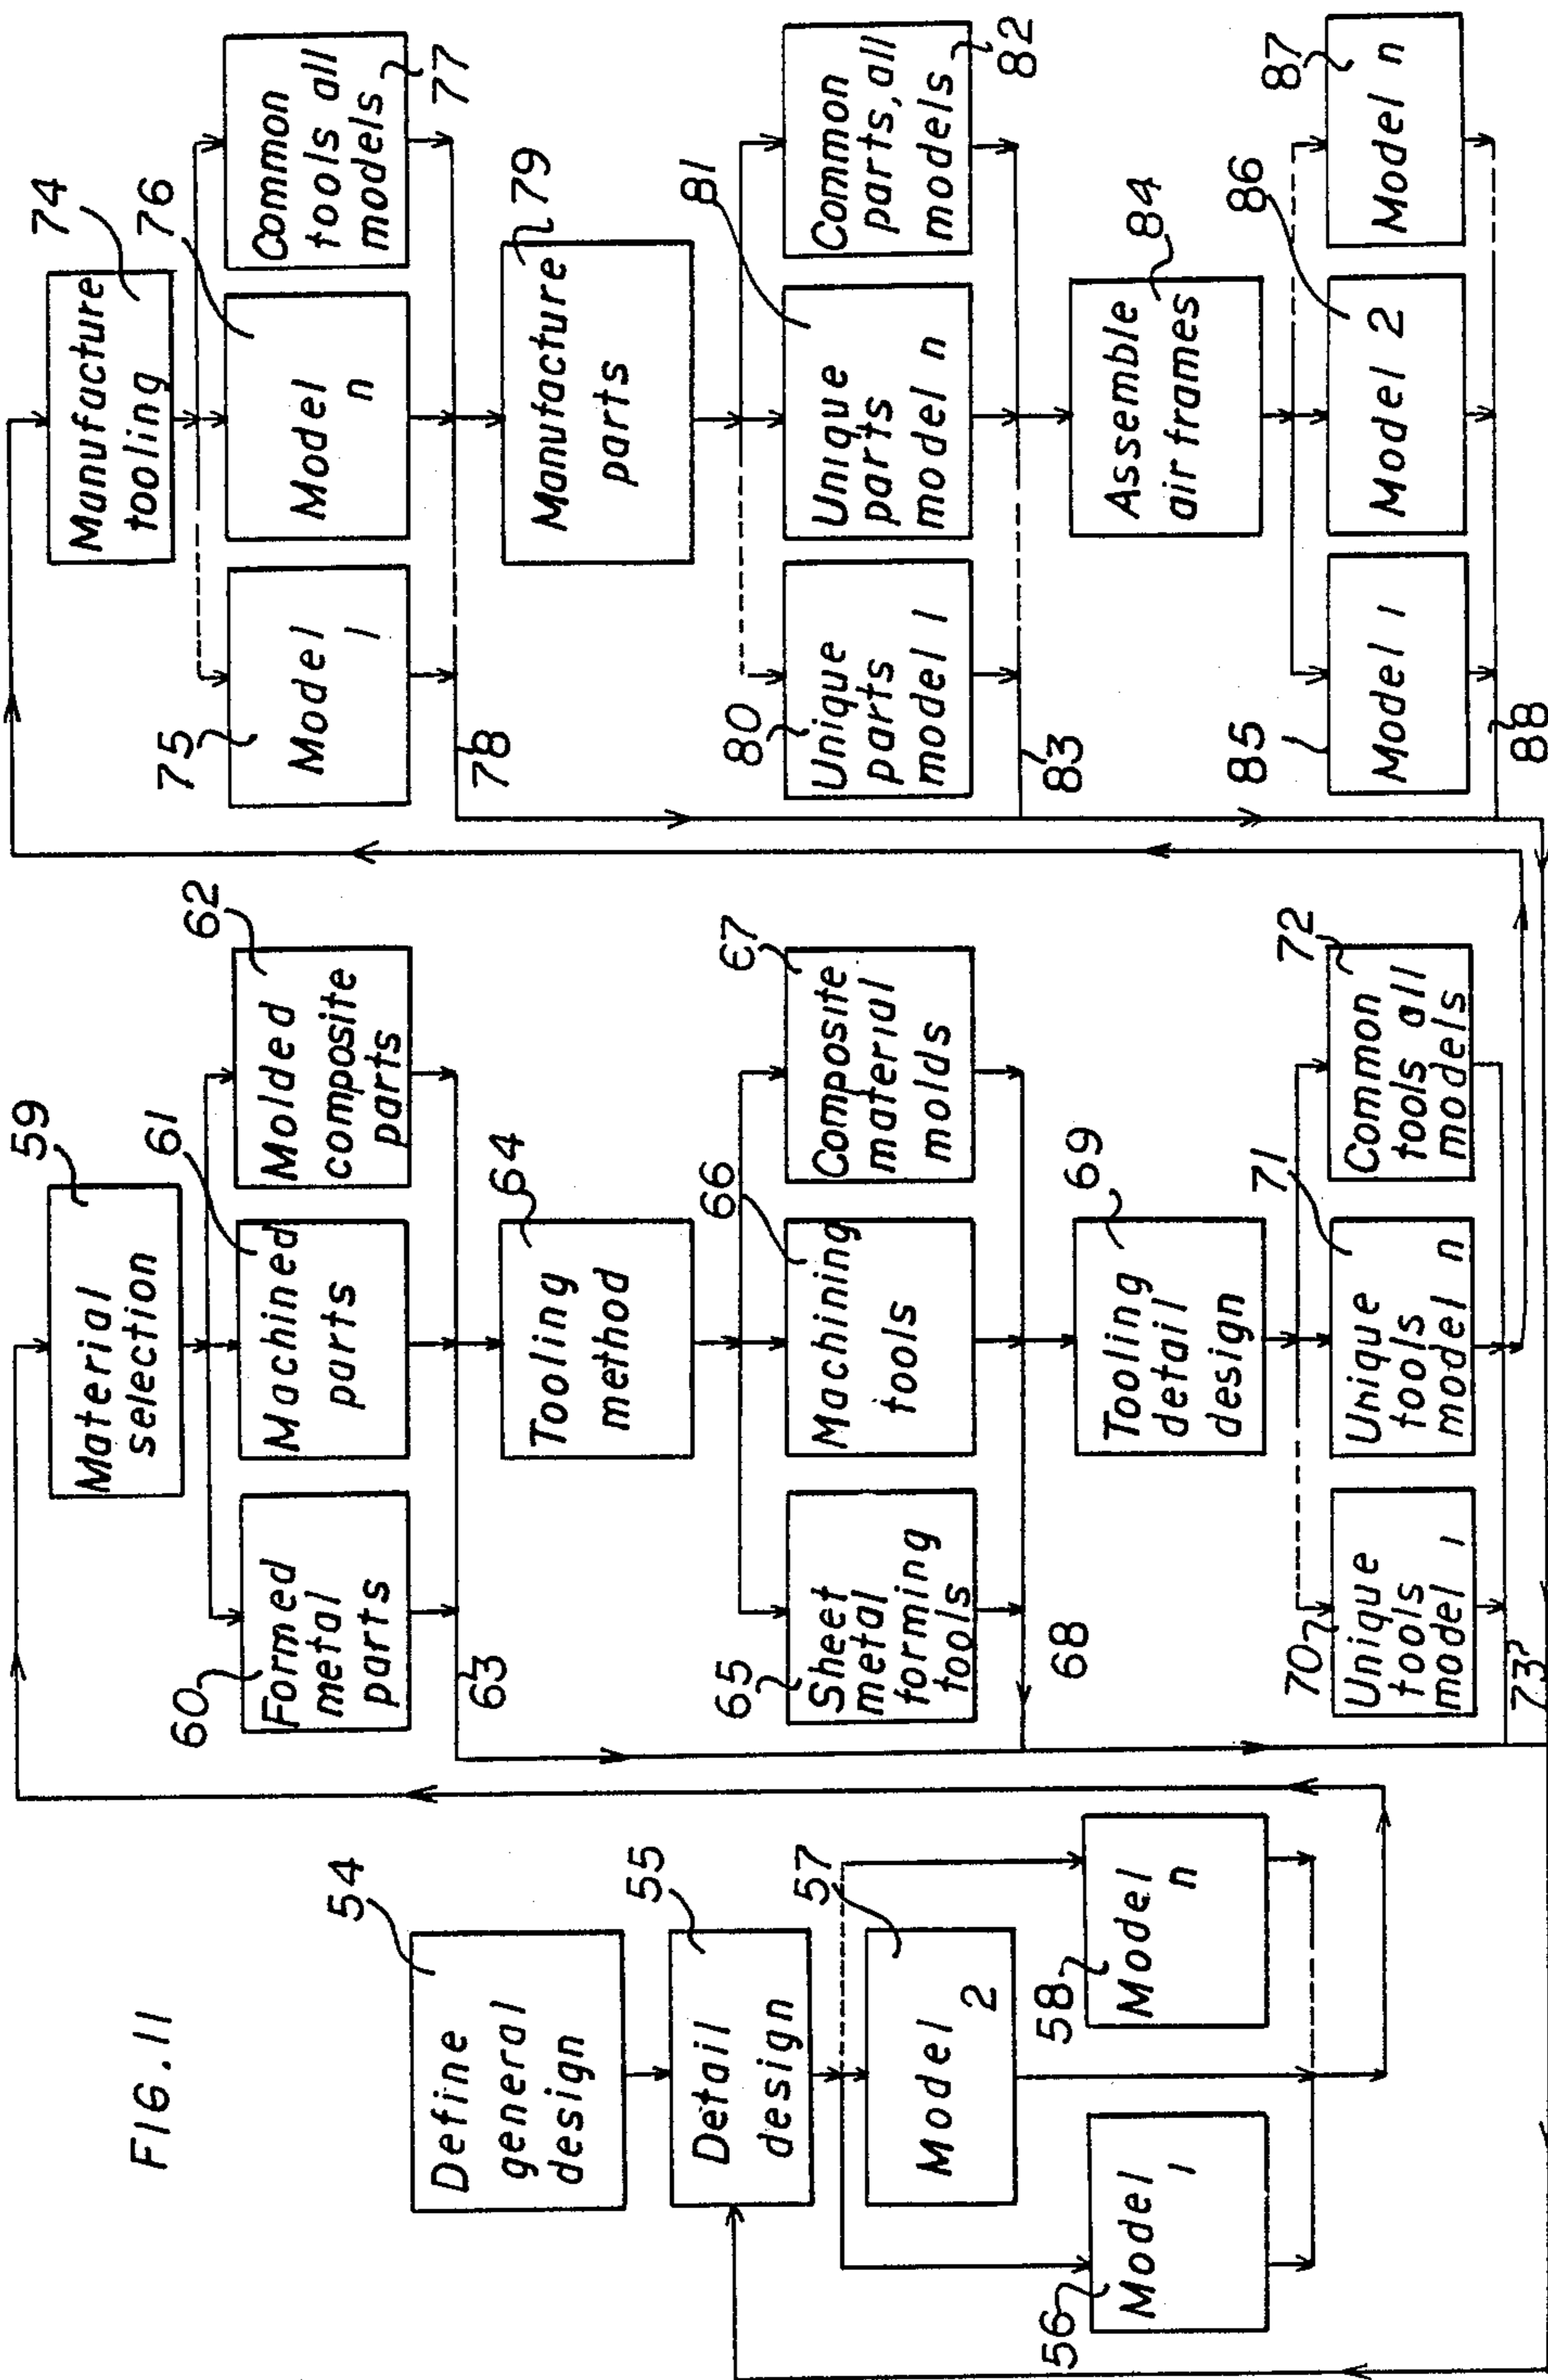 FIG.11
54
Define
general
design
55
Detail
design
57
Model
2
56
Model
1
58
Model
n
59
Material
selection
60
Formed
metal
parts
61
Machined
parts
62
Molded
composite
parts
63
64
Tooling
method
65
Sheet
metal
forming
tools
66
Machining
tools
67
Composite
material
molds
68
69
Tooling
detail
design
70
Unique
tools
model 1
71
Unique
tools
model n
72
Common
tools all
models
73
74
Manufacture
tooling
75
Model
1
76
Model
n
77
Common
tools all
models
78
79
Manufacture
parts
80
Unique
parts
model 1
81
Unique
parts
model n
82
Common
parts, all
models
83
84
Assemble
air frames
85
Model 1
86
Model 2
87
Model n
88